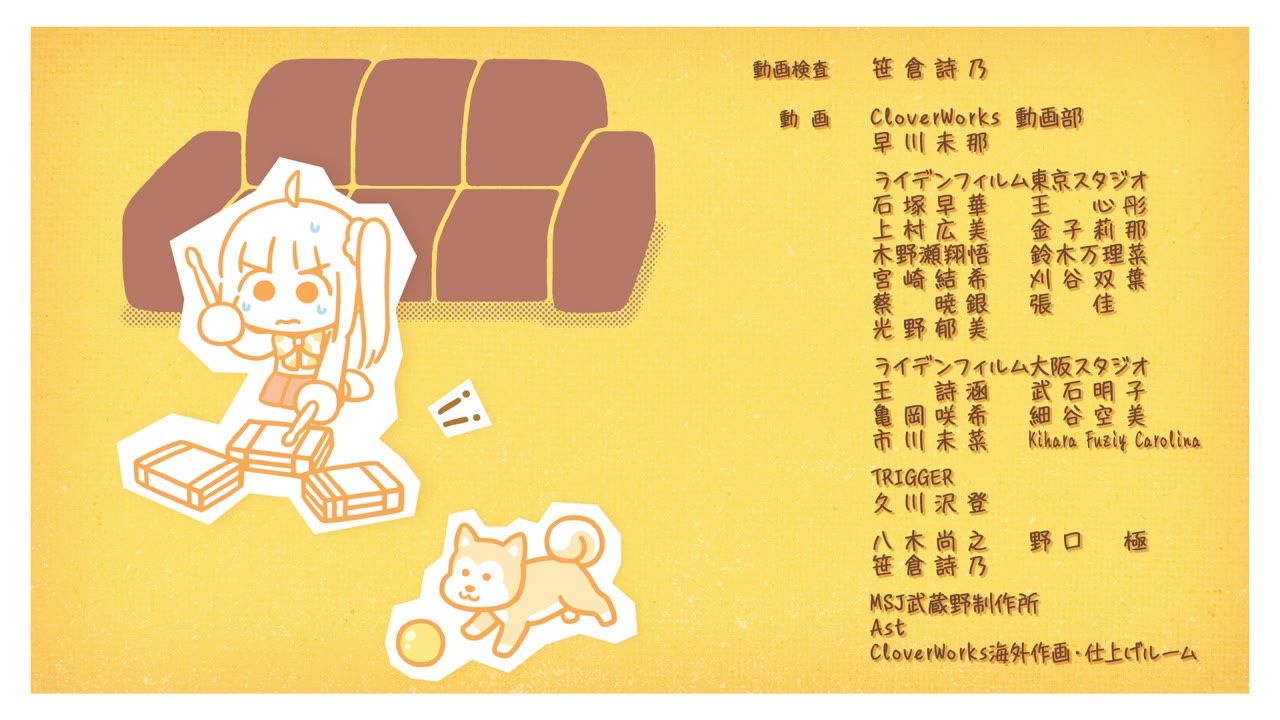 動画検査 笹倉詩乃
動画 CloverWorks 動画部
早川未那
ライデンフィルム東京スタジオ
石塚早華 王心彤
上村広美 金子莉那
木野瀬翔悟 鈴木万理菜
宮崎結希 刈谷双葉
蔡暁銀 張佳
光野郁美
ライデンフィルム大阪スタジオ
王詩涵 武石明子
亀岡咲希 細谷空美
市川未菜 Kihara Fuziy Carolina
TRIGGER
久川沢登
八木尚之 野口極
笹倉詩乃
MSJ武蔵野制作所
Ast
CloverWorks海外作画・仕上げルーム
!!